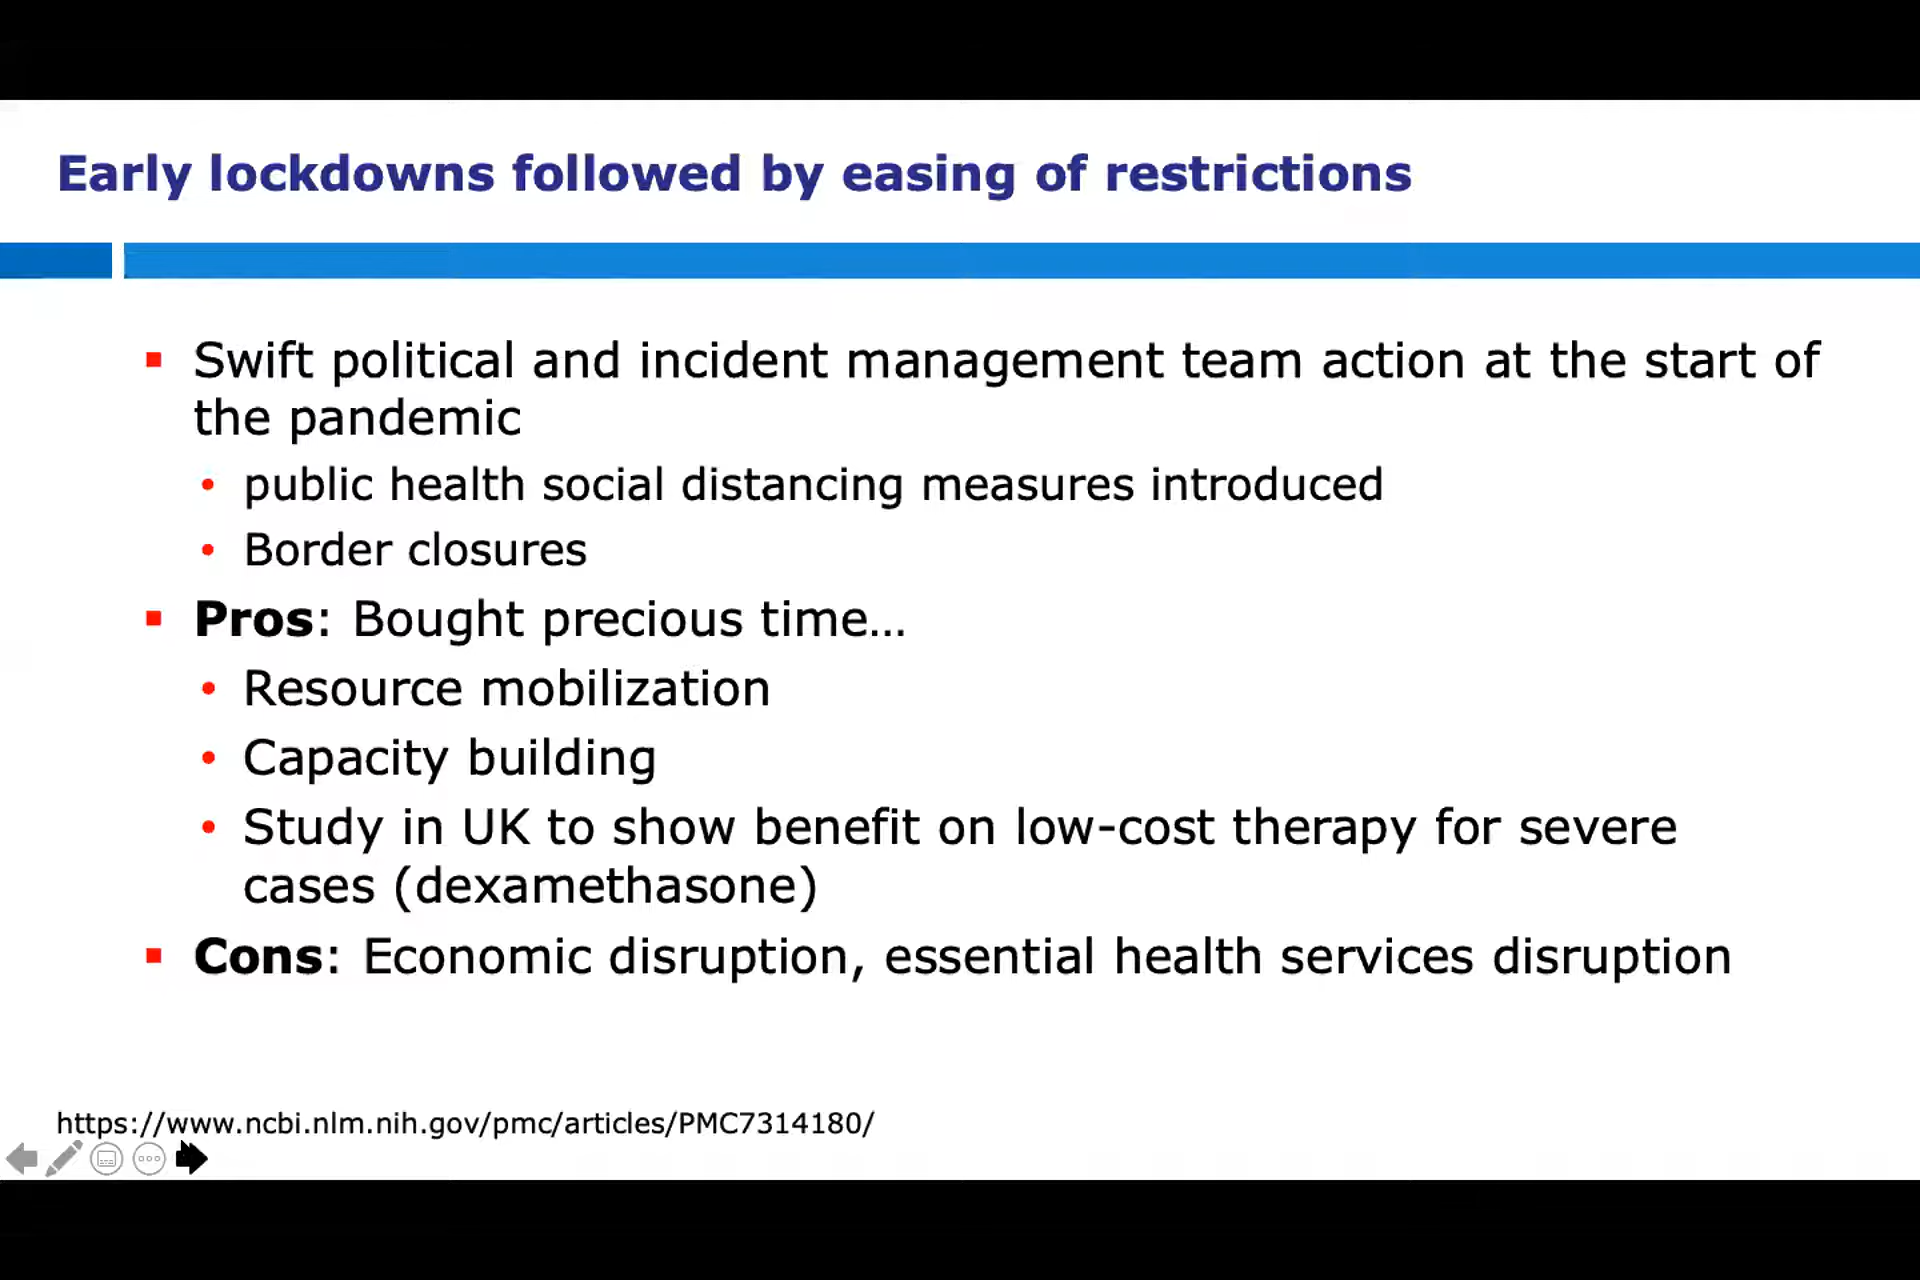 Early lockdowns followed by easing of restrictions
Swift political and incident management team action at the start of
the pandemic
public health social distancing measures introduced
Border closures
Pros: Bought precious time…
Resource mobilization
Capacity building
Study in UK to show benefit on low-cost therapy for severe
cases (dexamethasone)
Cons: Economic disruption, essential health services disruption
https://www.ncbi.nlm.nih.gov/pmc/articles/PMC7314180/